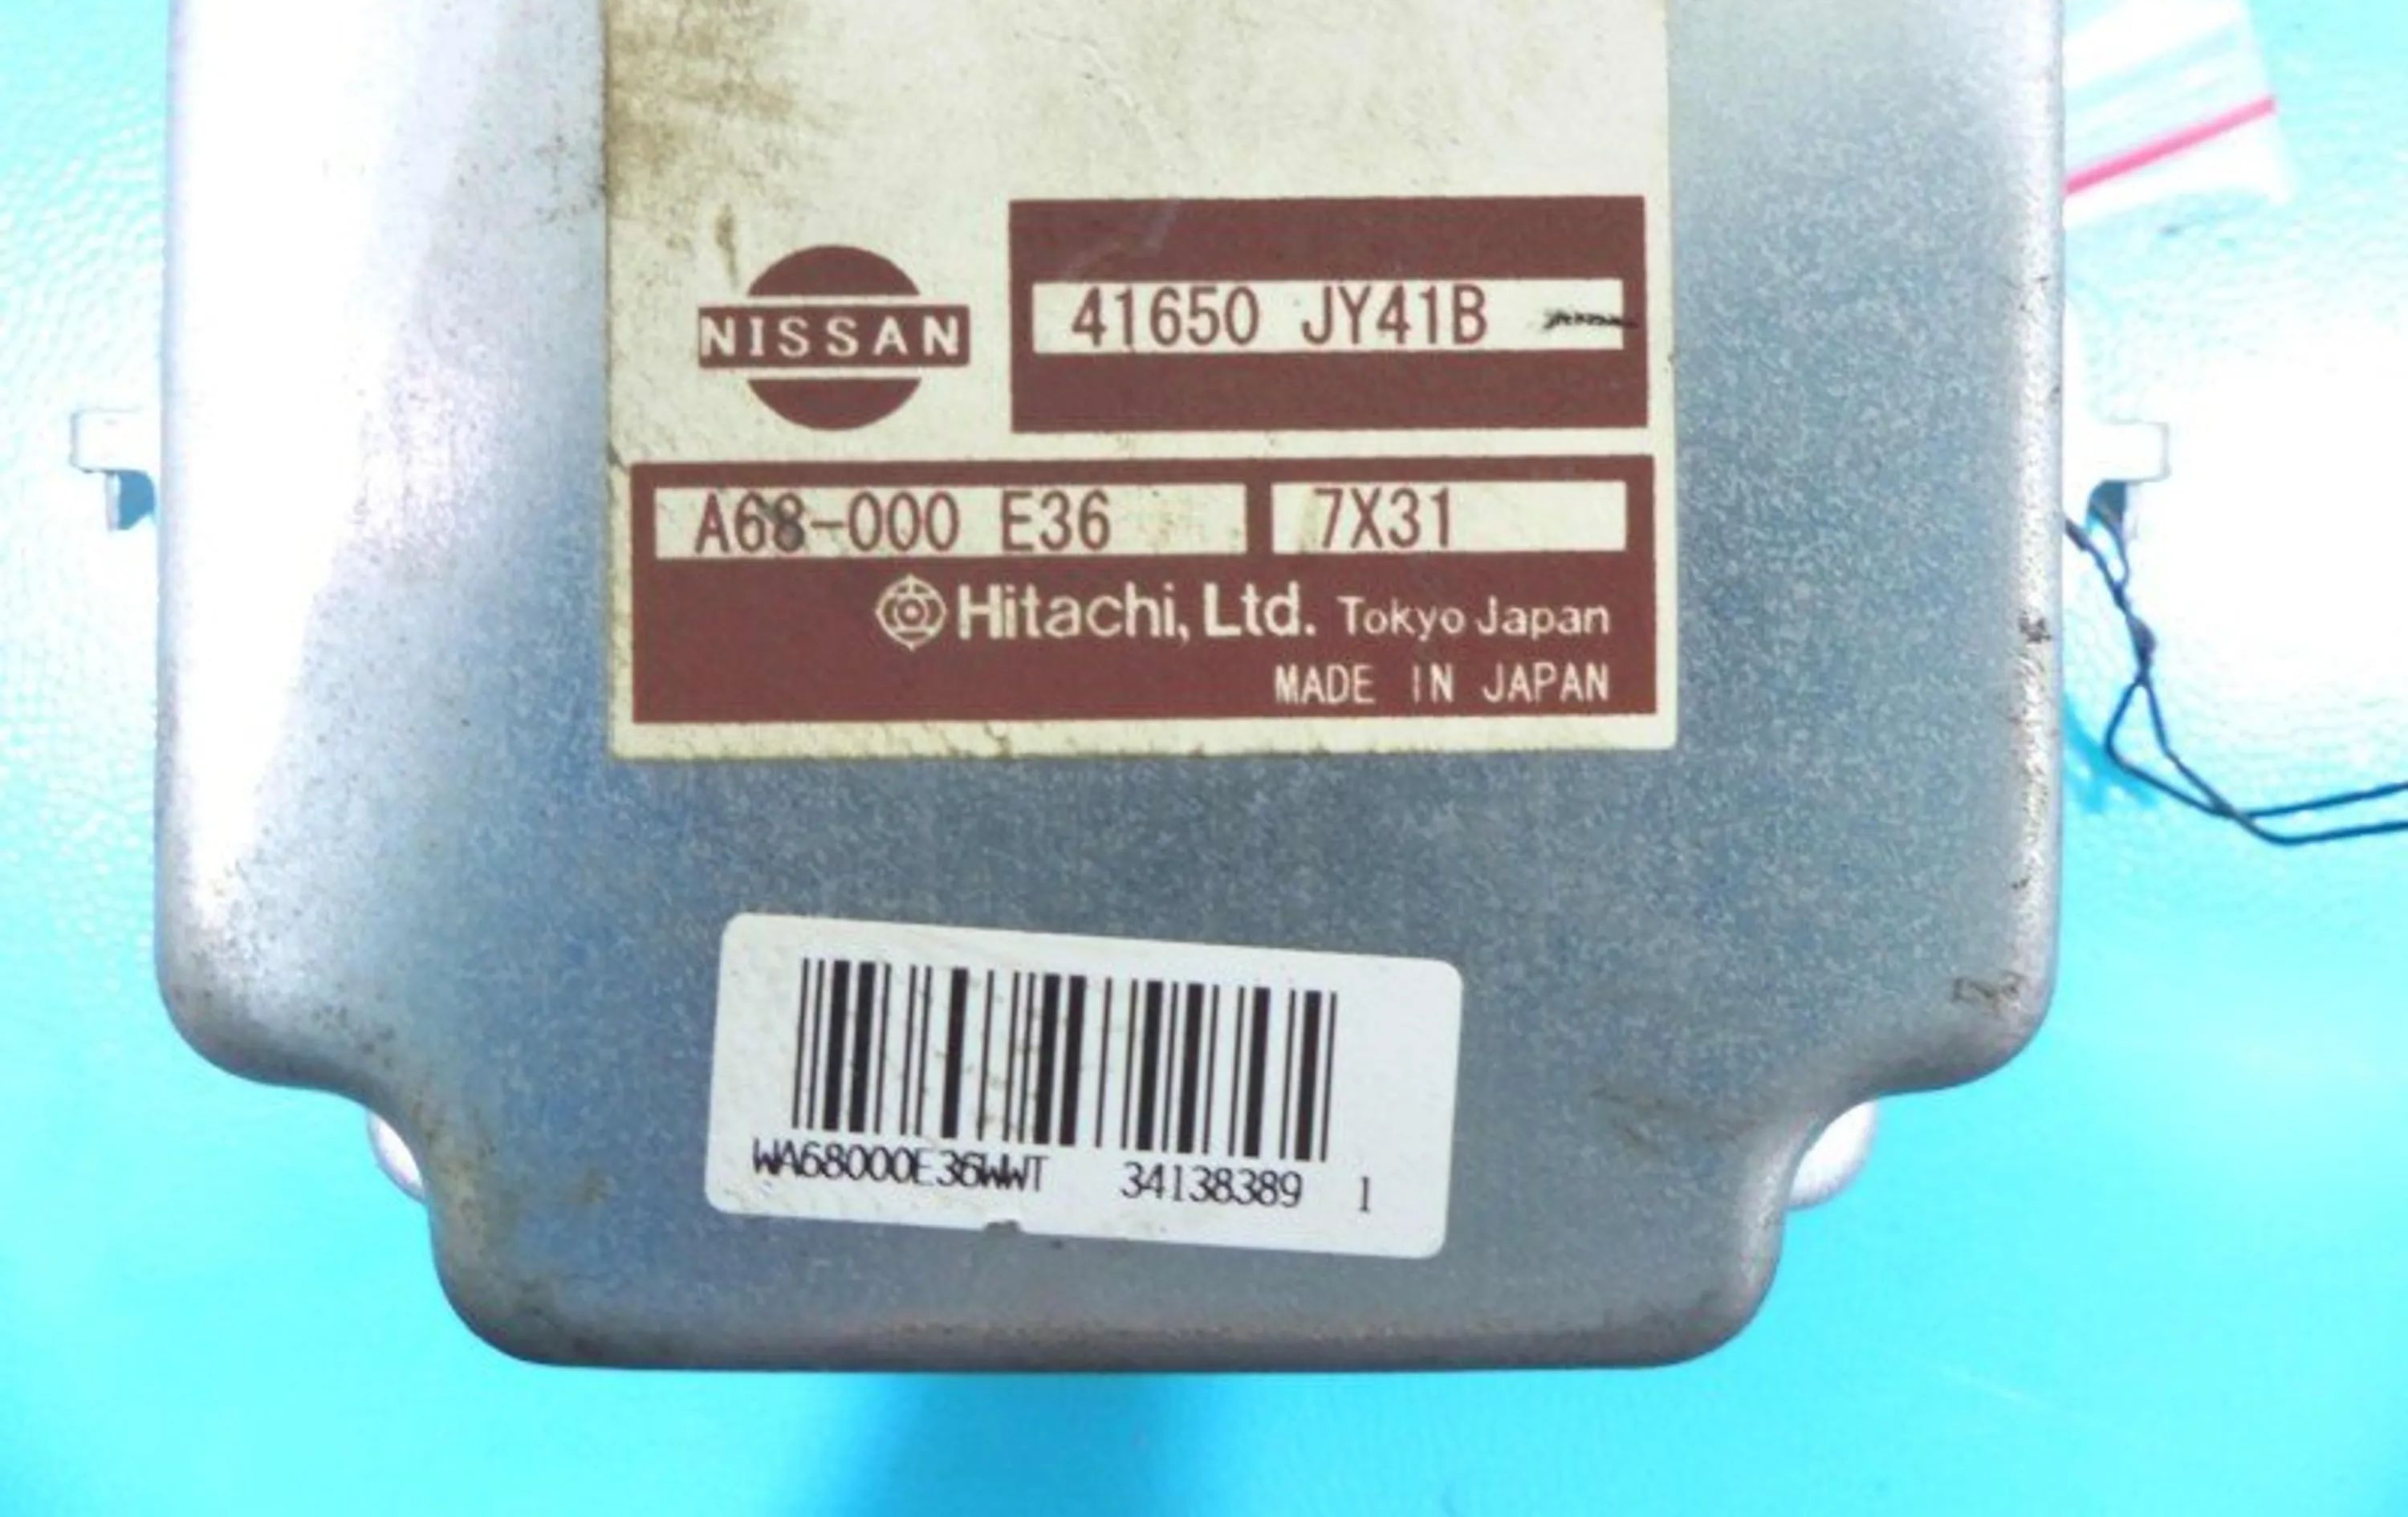 NISSAN
41650 JY41B
A68-000 E36 7X31
Hitachi, Ltd. Tokyo Japan
MADE IN JAPAN
WA68000E36WWT 34138389 1